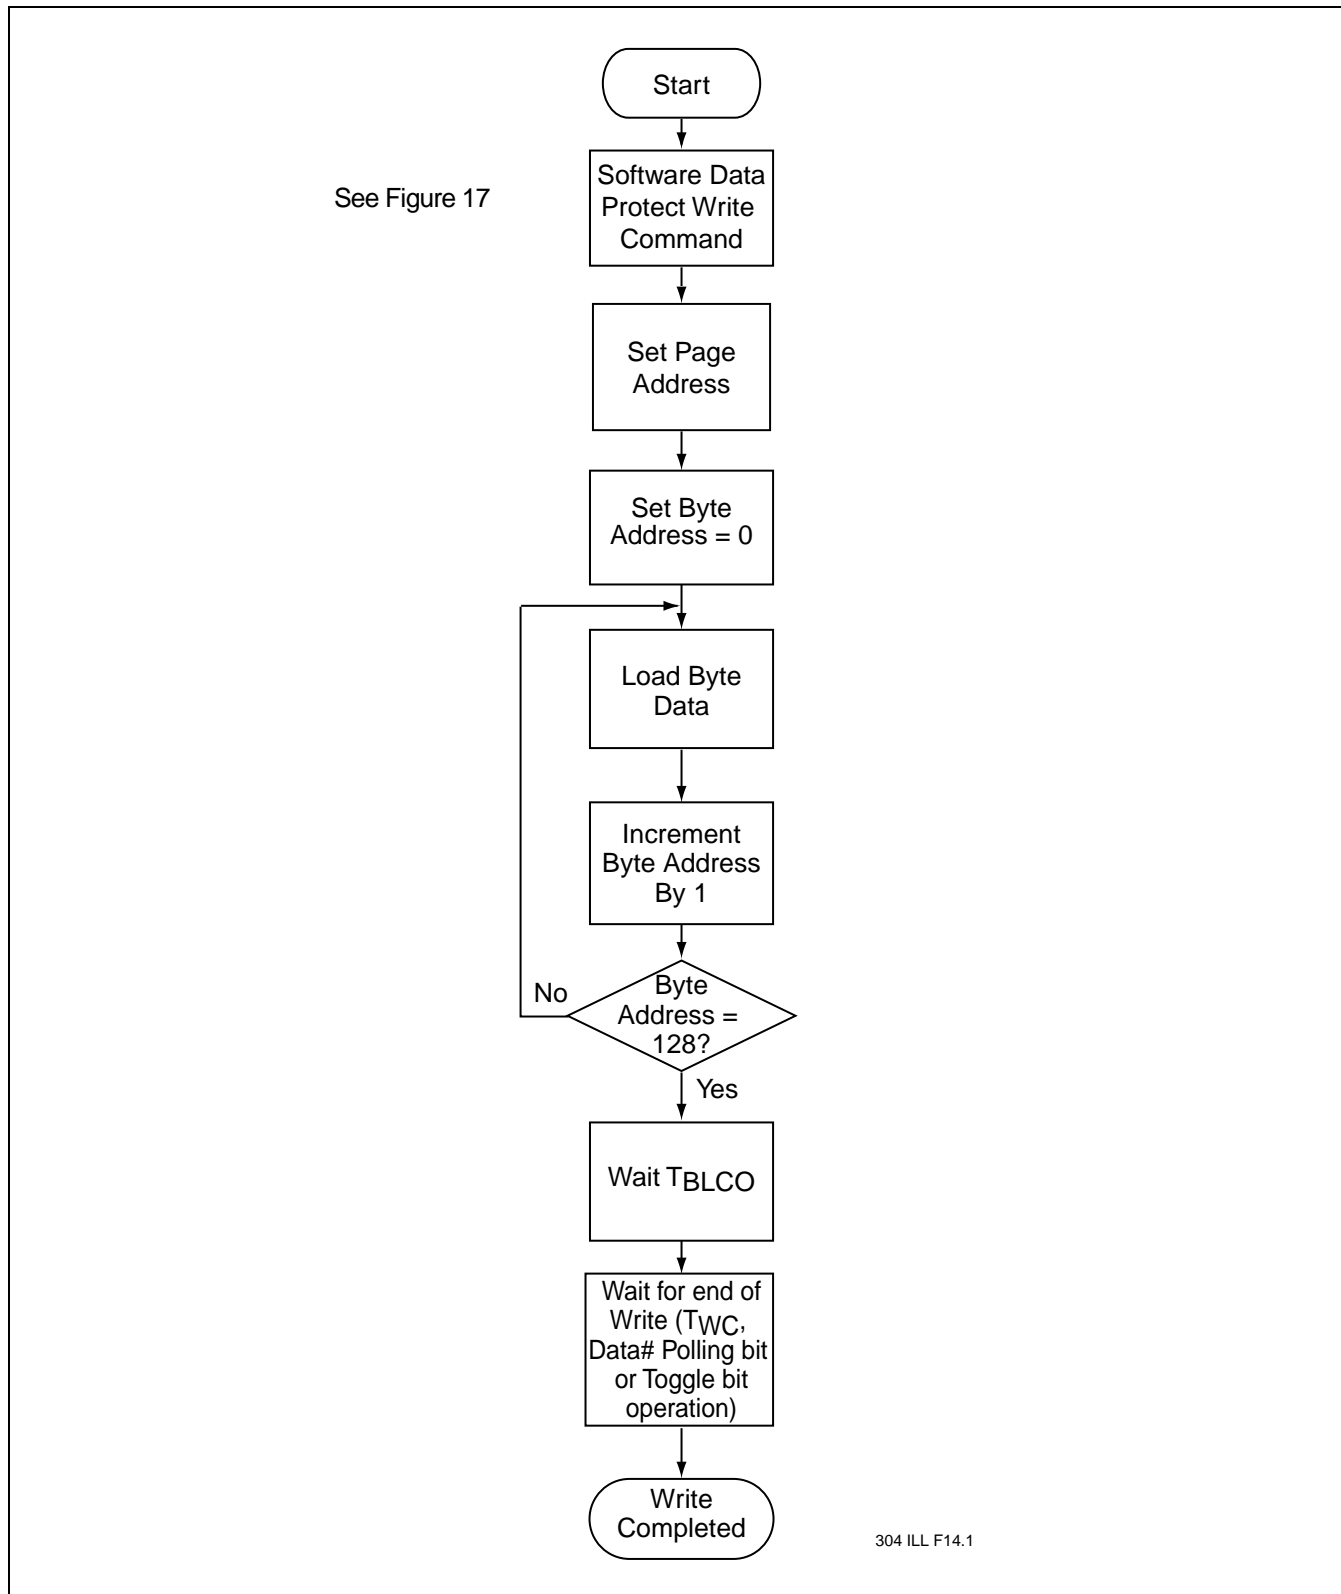 Start
See Figure 17
Software Data
Protect Write
Command
Set Page
Address
Set Byte
Address = 0
Load Byte
Data
Increment
Byte Address
By 1
Byte
Address =
128?
No
Yes
Wait TBLCO
Wait for end of
Write (TWC,
Data# Polling bit
or Toggle bit
operation)
Write
Completed
304 ILL F14.1